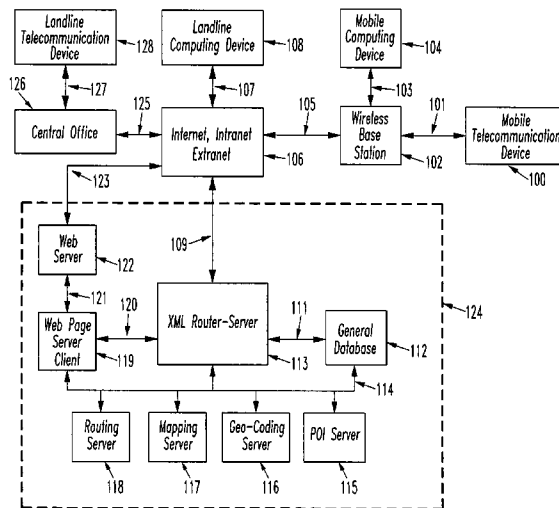 Landline
Telecommunication
Device
128
Landline
Computing Device
108
Mobile
Computing
Device
104
126
127
107
103
Central Office
125
Internet, Intranet
Extranet
106
105
Wireless
Base
Station
102
101
Mobile
Telecommunication
Device
100
123
109
Web
Server
122
121
124
Web Page
Server
Client
119
120
XML Router-Server
113
111
General
Database
112
114
Routing
Server
118
Mapping
Server
117
Geo-Coding
Server
116
POI Server
115